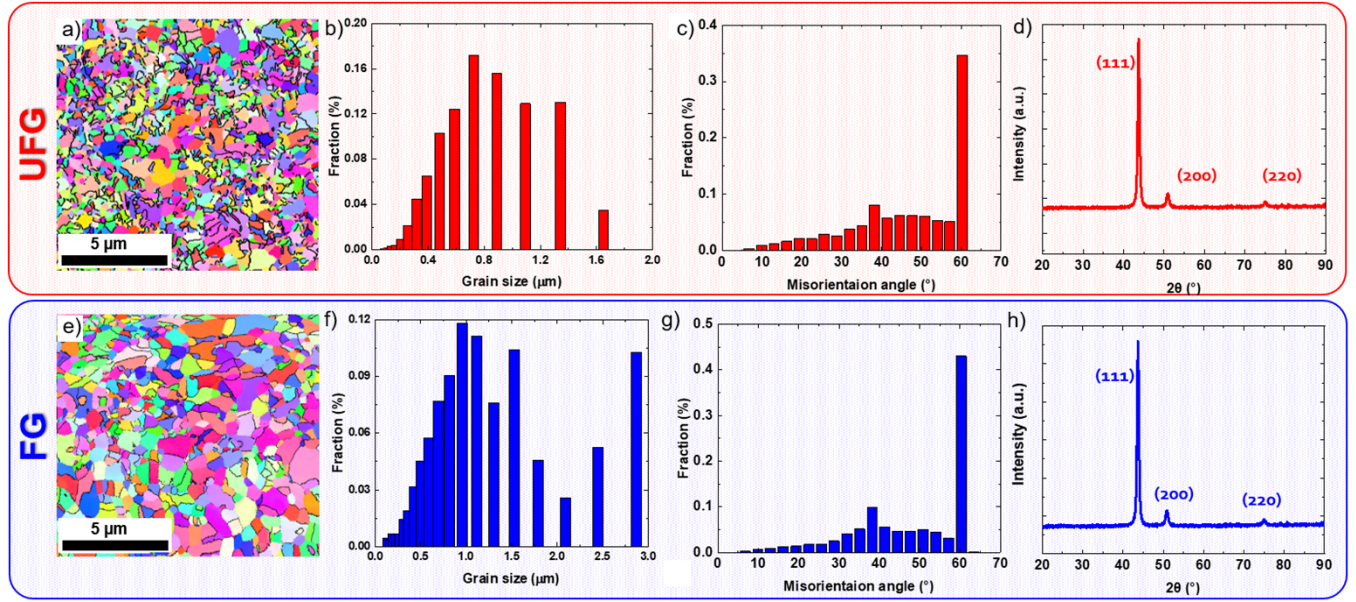 UFG
a)
5 µm
b)
0.20
0.16
0.12
0.08
0.04
0.00
Fraction (%)
0.0 0.4 0.8 1.2 1.6 2.0
Grain size (µm)
c)
0.4
0.3
0.2
0.1
0.0
Fraction (%)
0 10 20 30 40 50 60 70
Misorientaion angle (°)
d)
Intensity (a.u.)
(111)
(200)
(220)
20 30 40 50 60 70 80 90
2θ (°)
FG
e)
5 µm
f)
0.12
0.09
0.06
0.03
0.00
Fraction (%)
0.0 0.5 1.0 1.5 2.0 2.5 3.0
Grain size (µm)
g)
0.5
0.4
0.3
0.2
0.1
0.0
Fraction (%)
0 10 20 30 40 50 60 70
Misorientaion angle (°)
h)
Intensity (a.u.)
(111)
(200)
(220)
20 30 40 50 60 70 80 90
2θ (°)